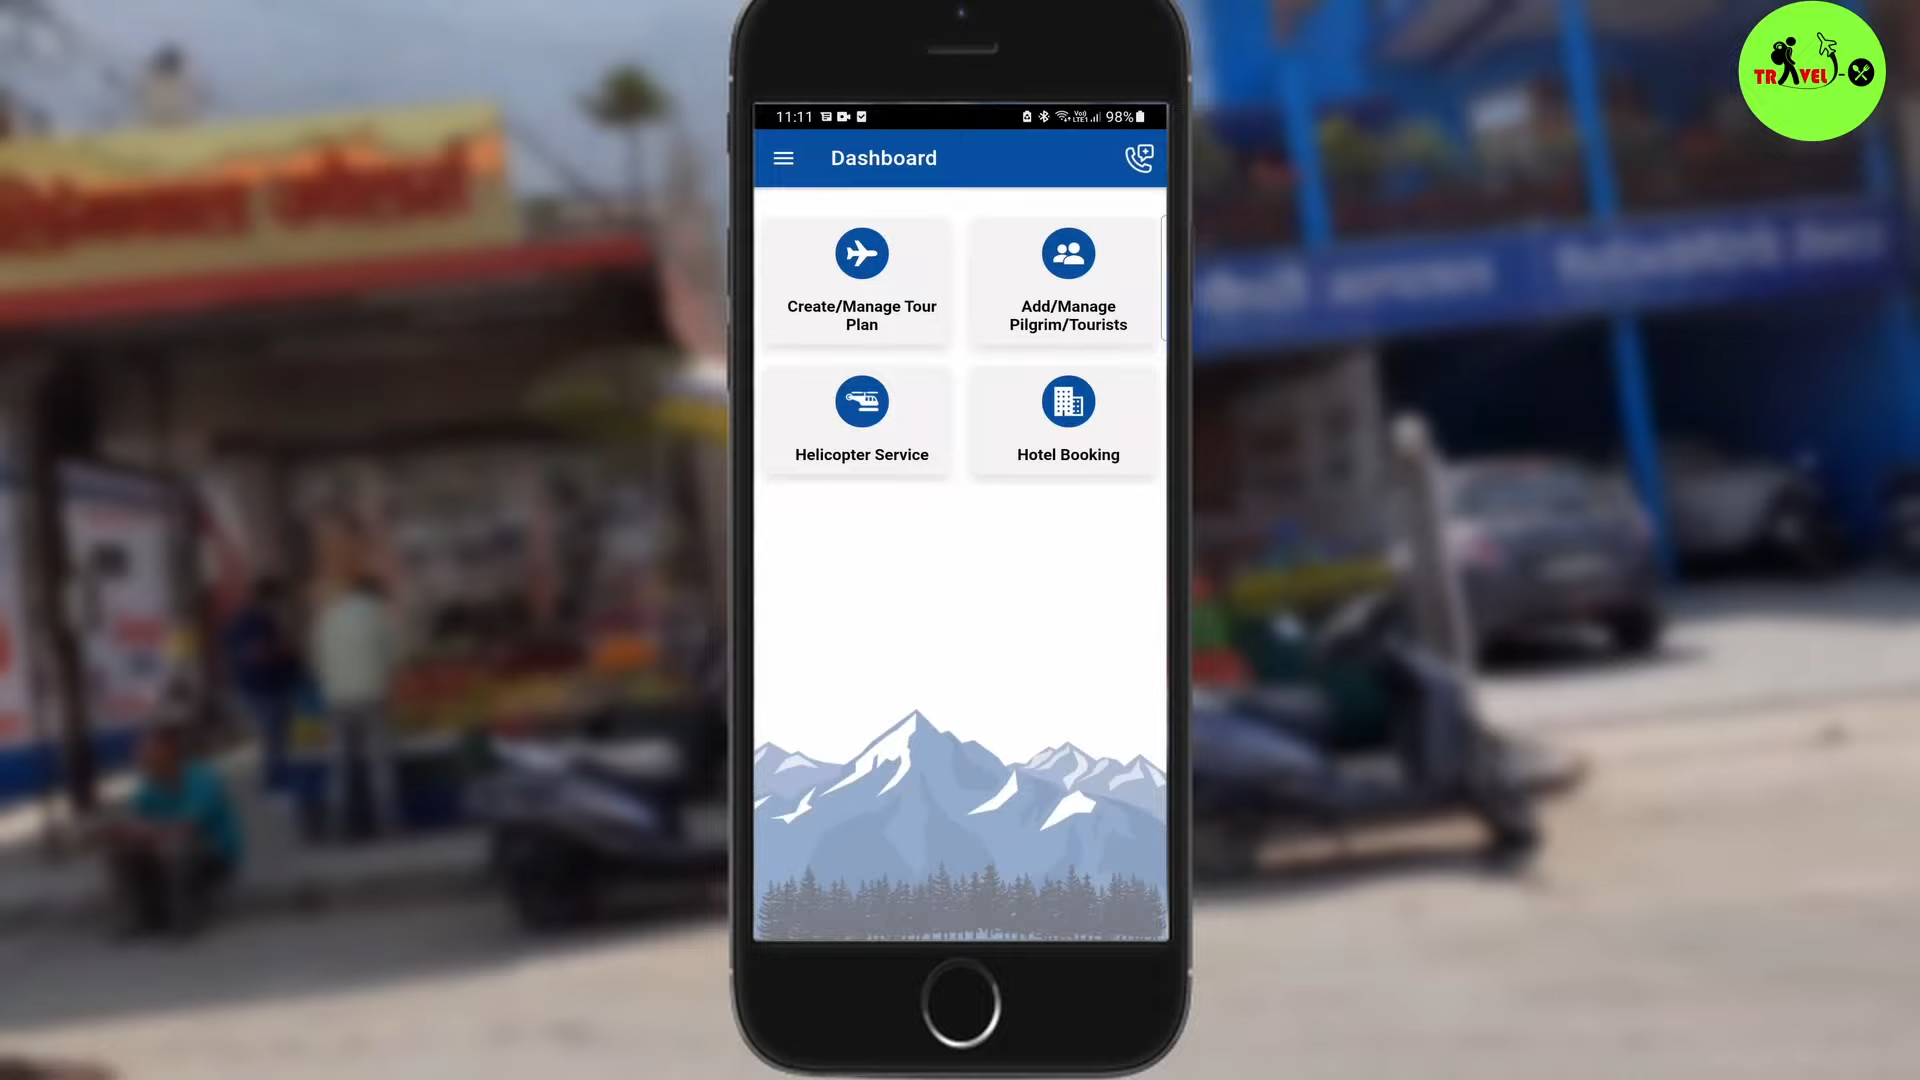 TRAVEL-O
11:11 98%
Dashboard
Create/Manage Tour
Plan
Add/Manage
Pilgrim/Tourists
Helicopter Service
Hotel Booking